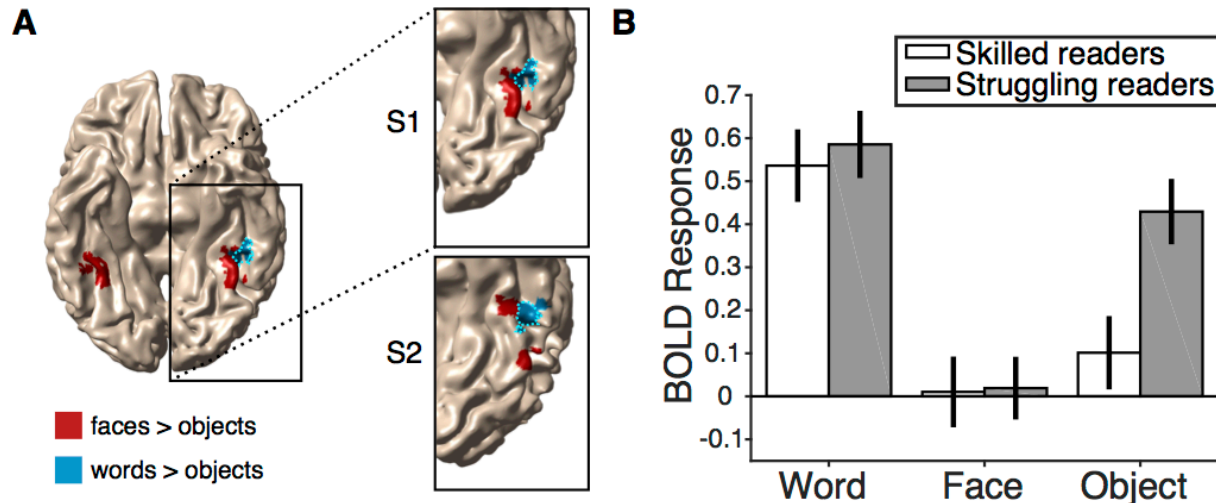 A
S1
S2
faces > objects
words > objects
B
Skilled readers
Struggling readers
BOLD Response
0.7
0.6
0.5
0.4
0.3
0.2
0.1
0
-0.1
Word Face Object